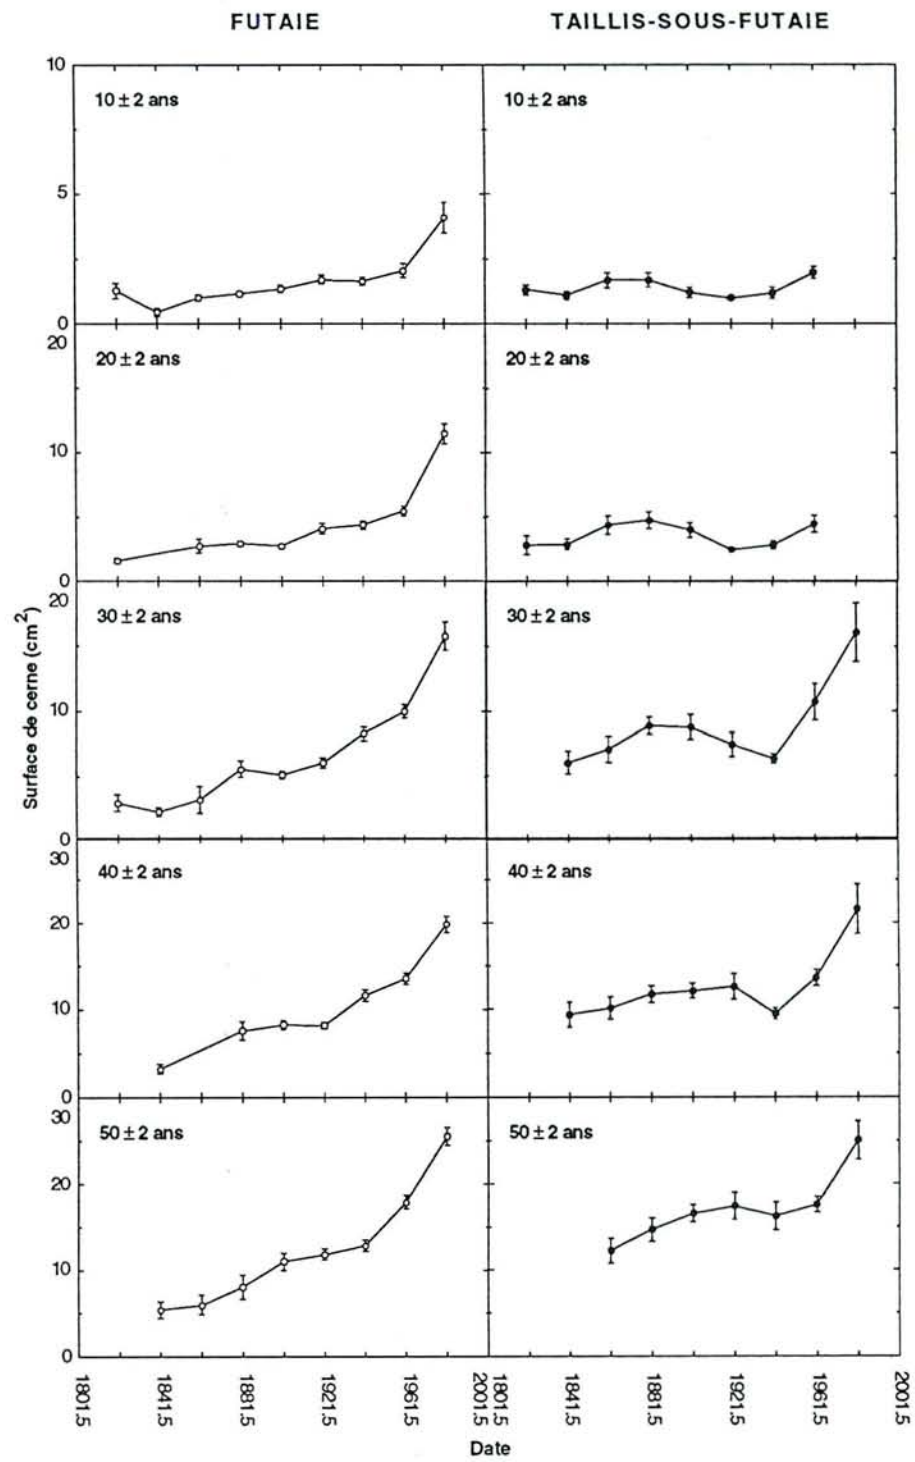 FUTAIE
TAILLIS-SOUS-FUTAIE
10
10 ± 2 ans
10 ± 2 ans
5
0
20
20 ± 2 ans
20 ± 2 ans
10
0
20
30 ± 2 ans
30 ± 2 ans
10
0
30
40 ± 2 ans
40 ± 2 ans
20
10
0
30
50 ± 2 ans
50 ± 2 ans
20
10
0
Surface de cerne (cm²)
1801.5
1841.5
1881.5
1921.5
1961.5
2001.5
1801.5
1841.5
1881.5
1921.5
1961.5
2001.5
Date